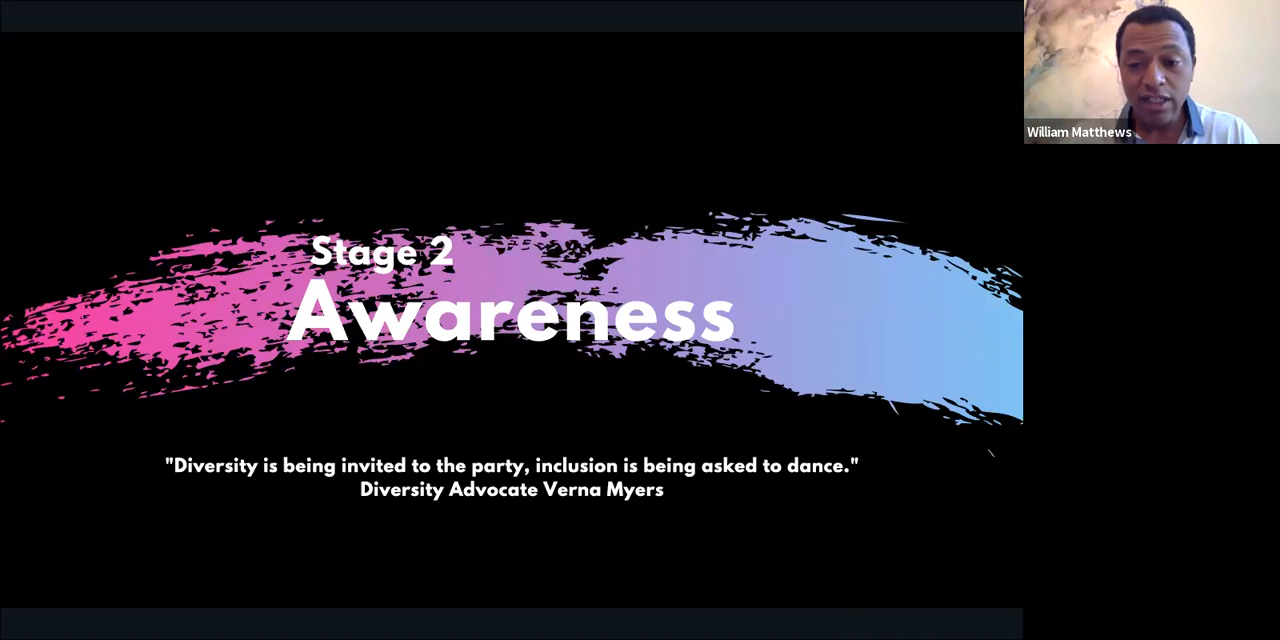 Stage 2
Awareness
"Diversity is being invited to the party, inclusion is being asked to dance."
Diversity Advocate Verna Myers
William Matthews